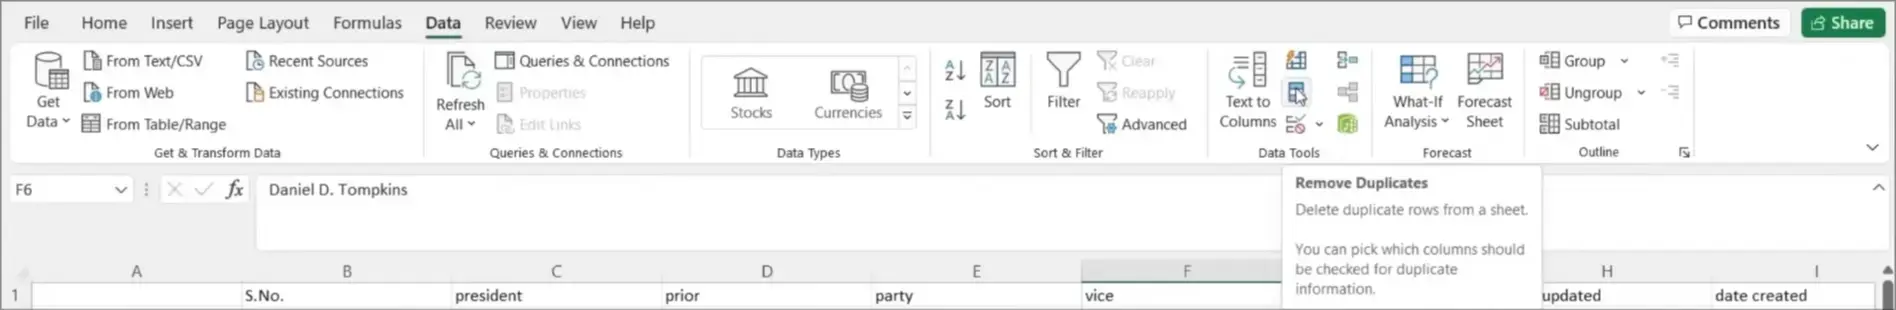 File Home Insert Page Layout Formulas Data Review View Help Comments Share
Get Data
From Text/CSV
From Web
From Table/Range
Recent Sources
Existing Connections
Get & Transform Data
Refresh All
Queries & Connections
Properties
Edit Links
Queries & Connections
Stocks
Currencies
Data Types
A Z
Z A
Z A A Z
Sort
Filter
Clear
Reapply
Advanced
Sort & Filter
Text to
Columns
Data Tools
What-If
Analysis
Forecast
Sheet
Forecast
Group
Ungroup
Subtotal
Outline
F6 fx Daniel D. Tompkins
Remove Duplicates
Delete duplicate rows from a sheet.
You can pick which columns should
be checked for duplicate
information.
A B C D E F H I
1 S.No. president prior party vice updated date created